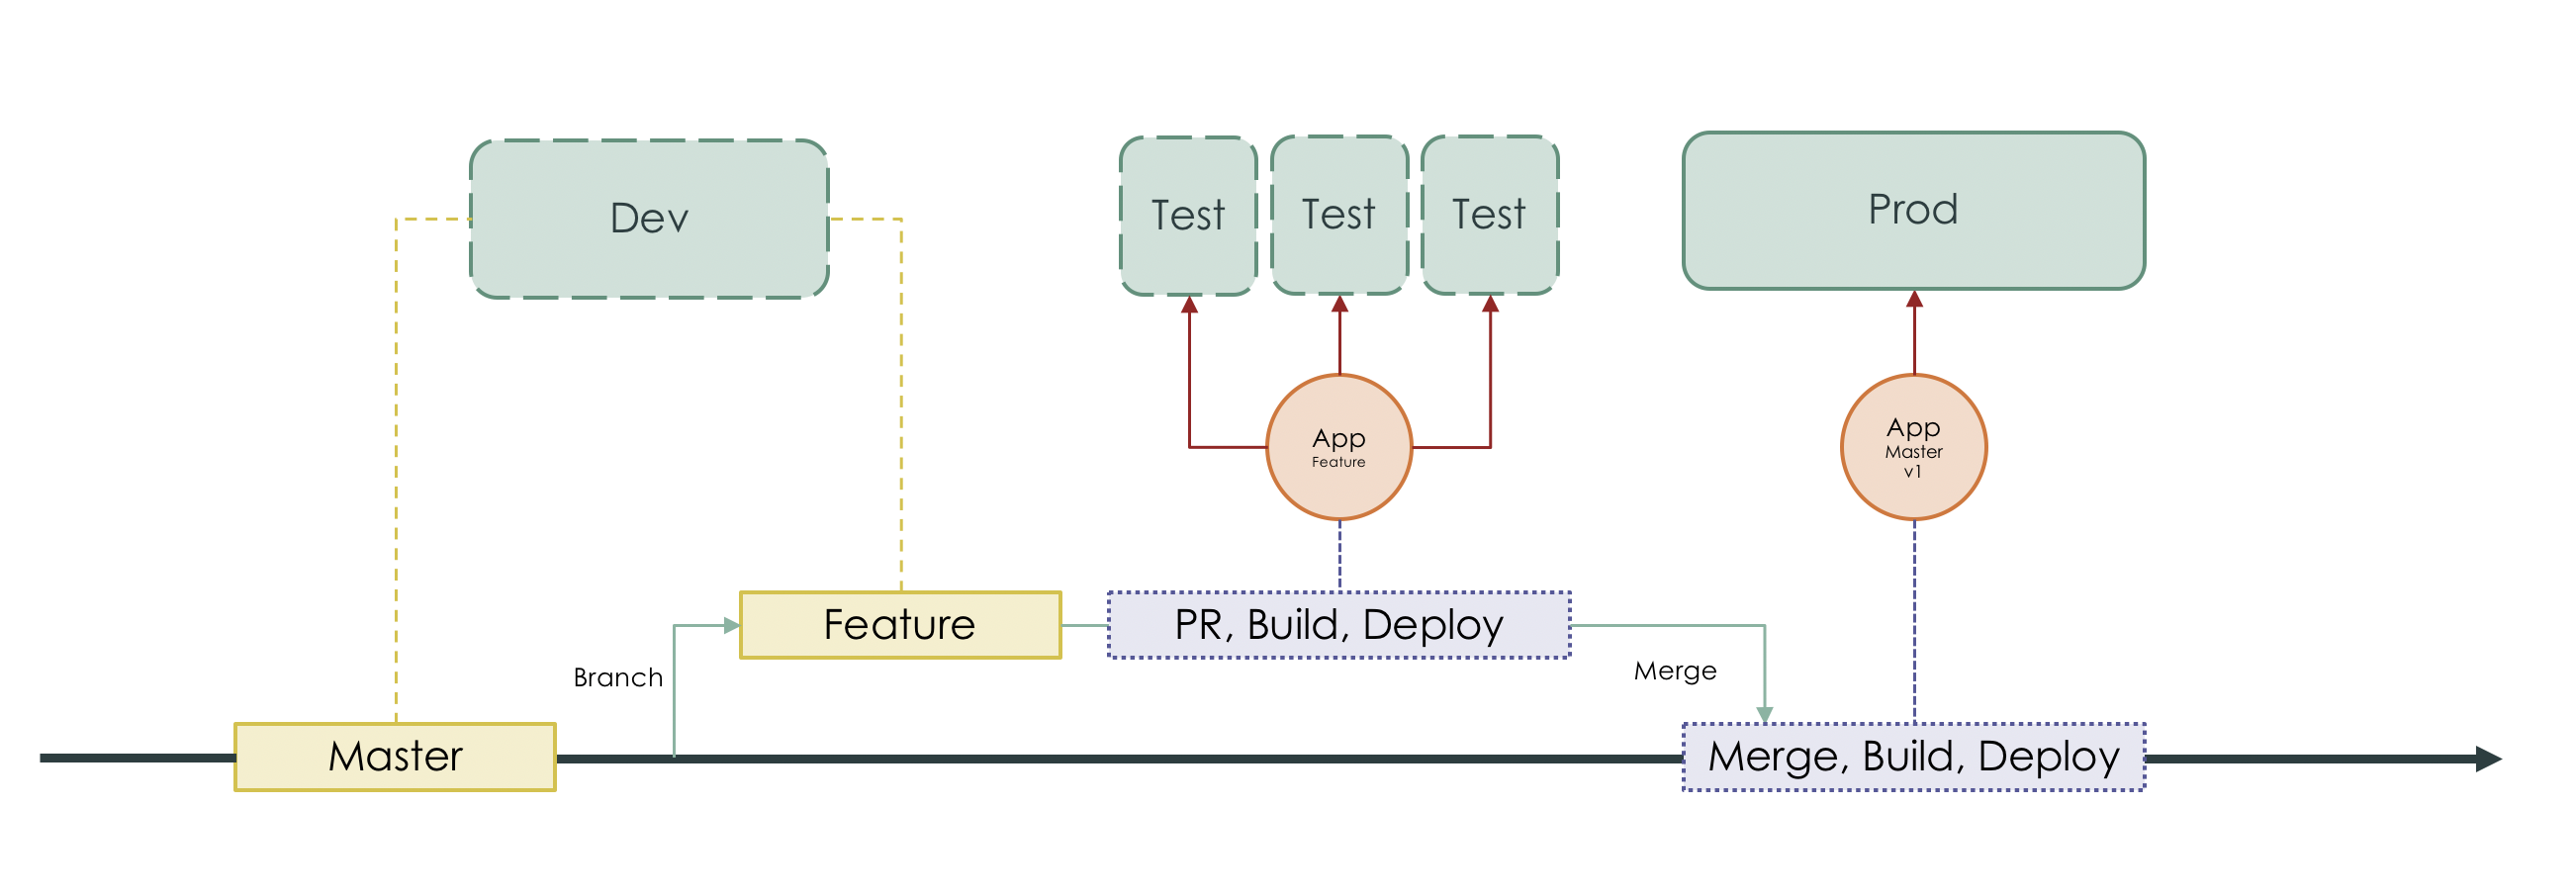 Dev
Test
Test
Test
Prod
App
Feature
App
Master
v1
Feature
PR, Build, Deploy
Branch
Merge
Master
Merge, Build, Deploy